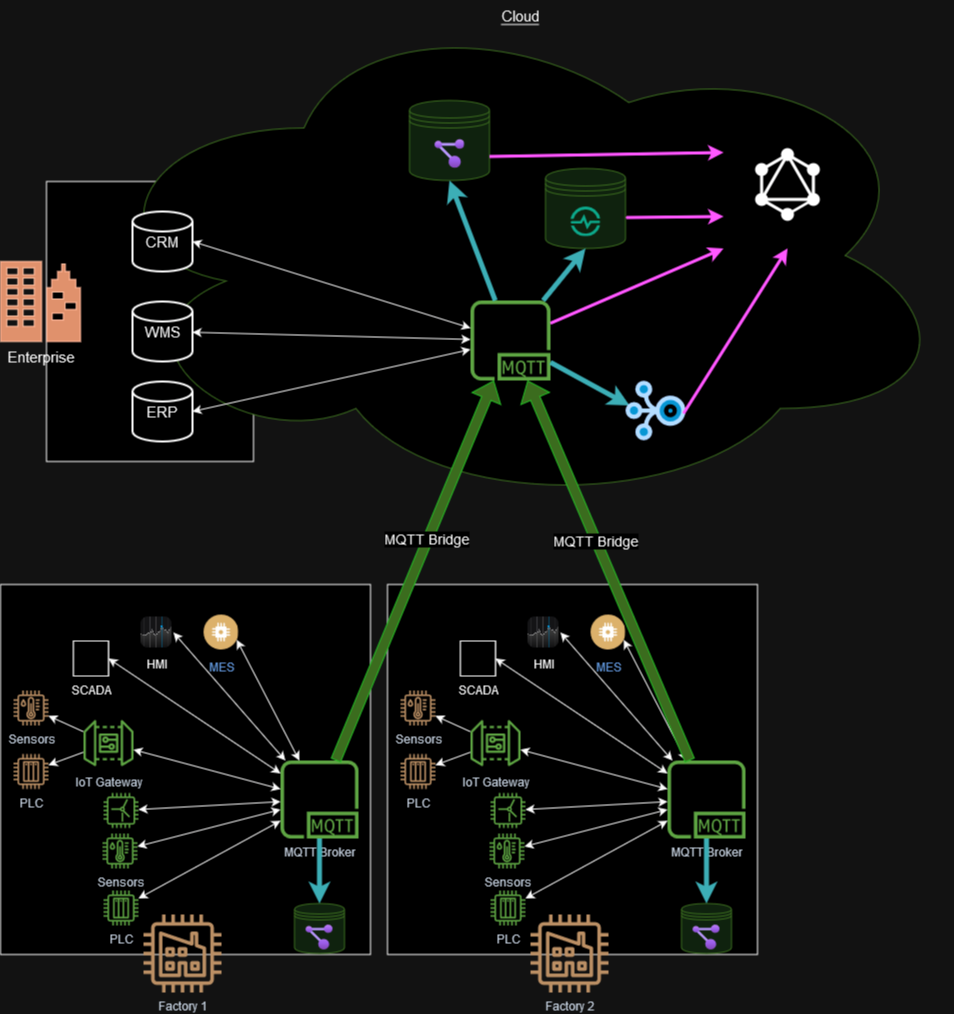 Cloud
CRM
WMS
ERP
Enterprise
MQTT
MQTT Bridge
MQTT Bridge
HMI
MES
SCADA
Sensors
IoT Gateway
PLC
MQTT
MQTT Broker
Sensors
PLC
Factory 1
HMI
MES
SCADA
Sensors
IoT Gateway
PLC
MQTT
MQTT Broker
Sensors
PLC
Factory 2